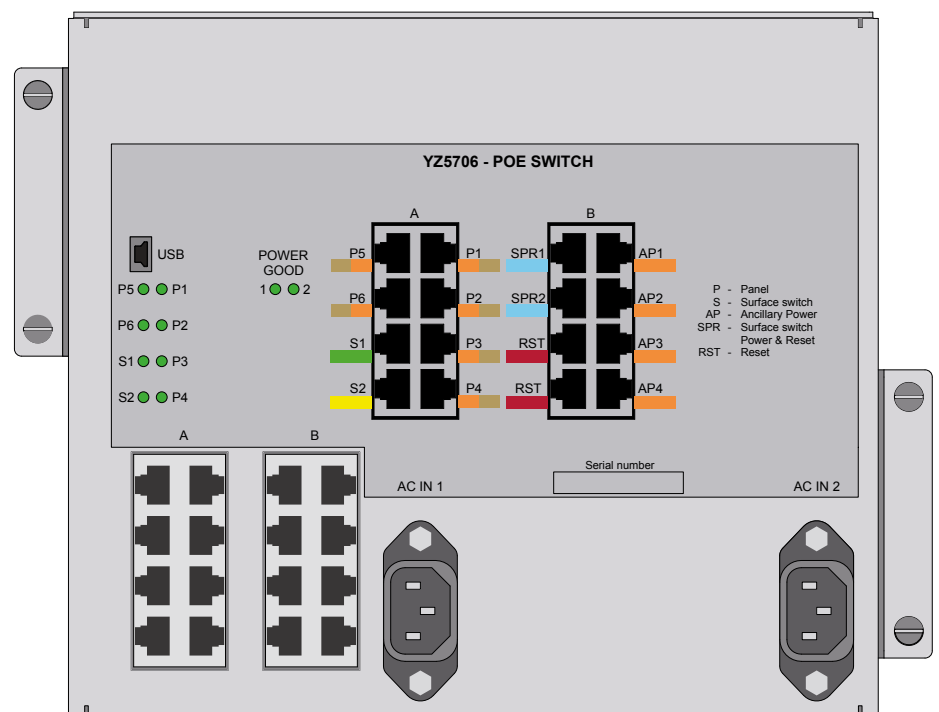 YZ5706 - POE SWITCH
A
B
USB
POWER
GOOD
1 2
P5 P1
P6 P2
S1 P3
S2 P4
P5 P1 SPR1 AP1
P6 P2 SPR2 AP2
S1 P3 RST AP3
S2 P4 RST AP4
P - Panel
S - Surface switch
AP - Ancillary Power
SPR - Surface switch
Power & Reset
RST - Reset
A
B
Serial number
AC IN 1
AC IN 2